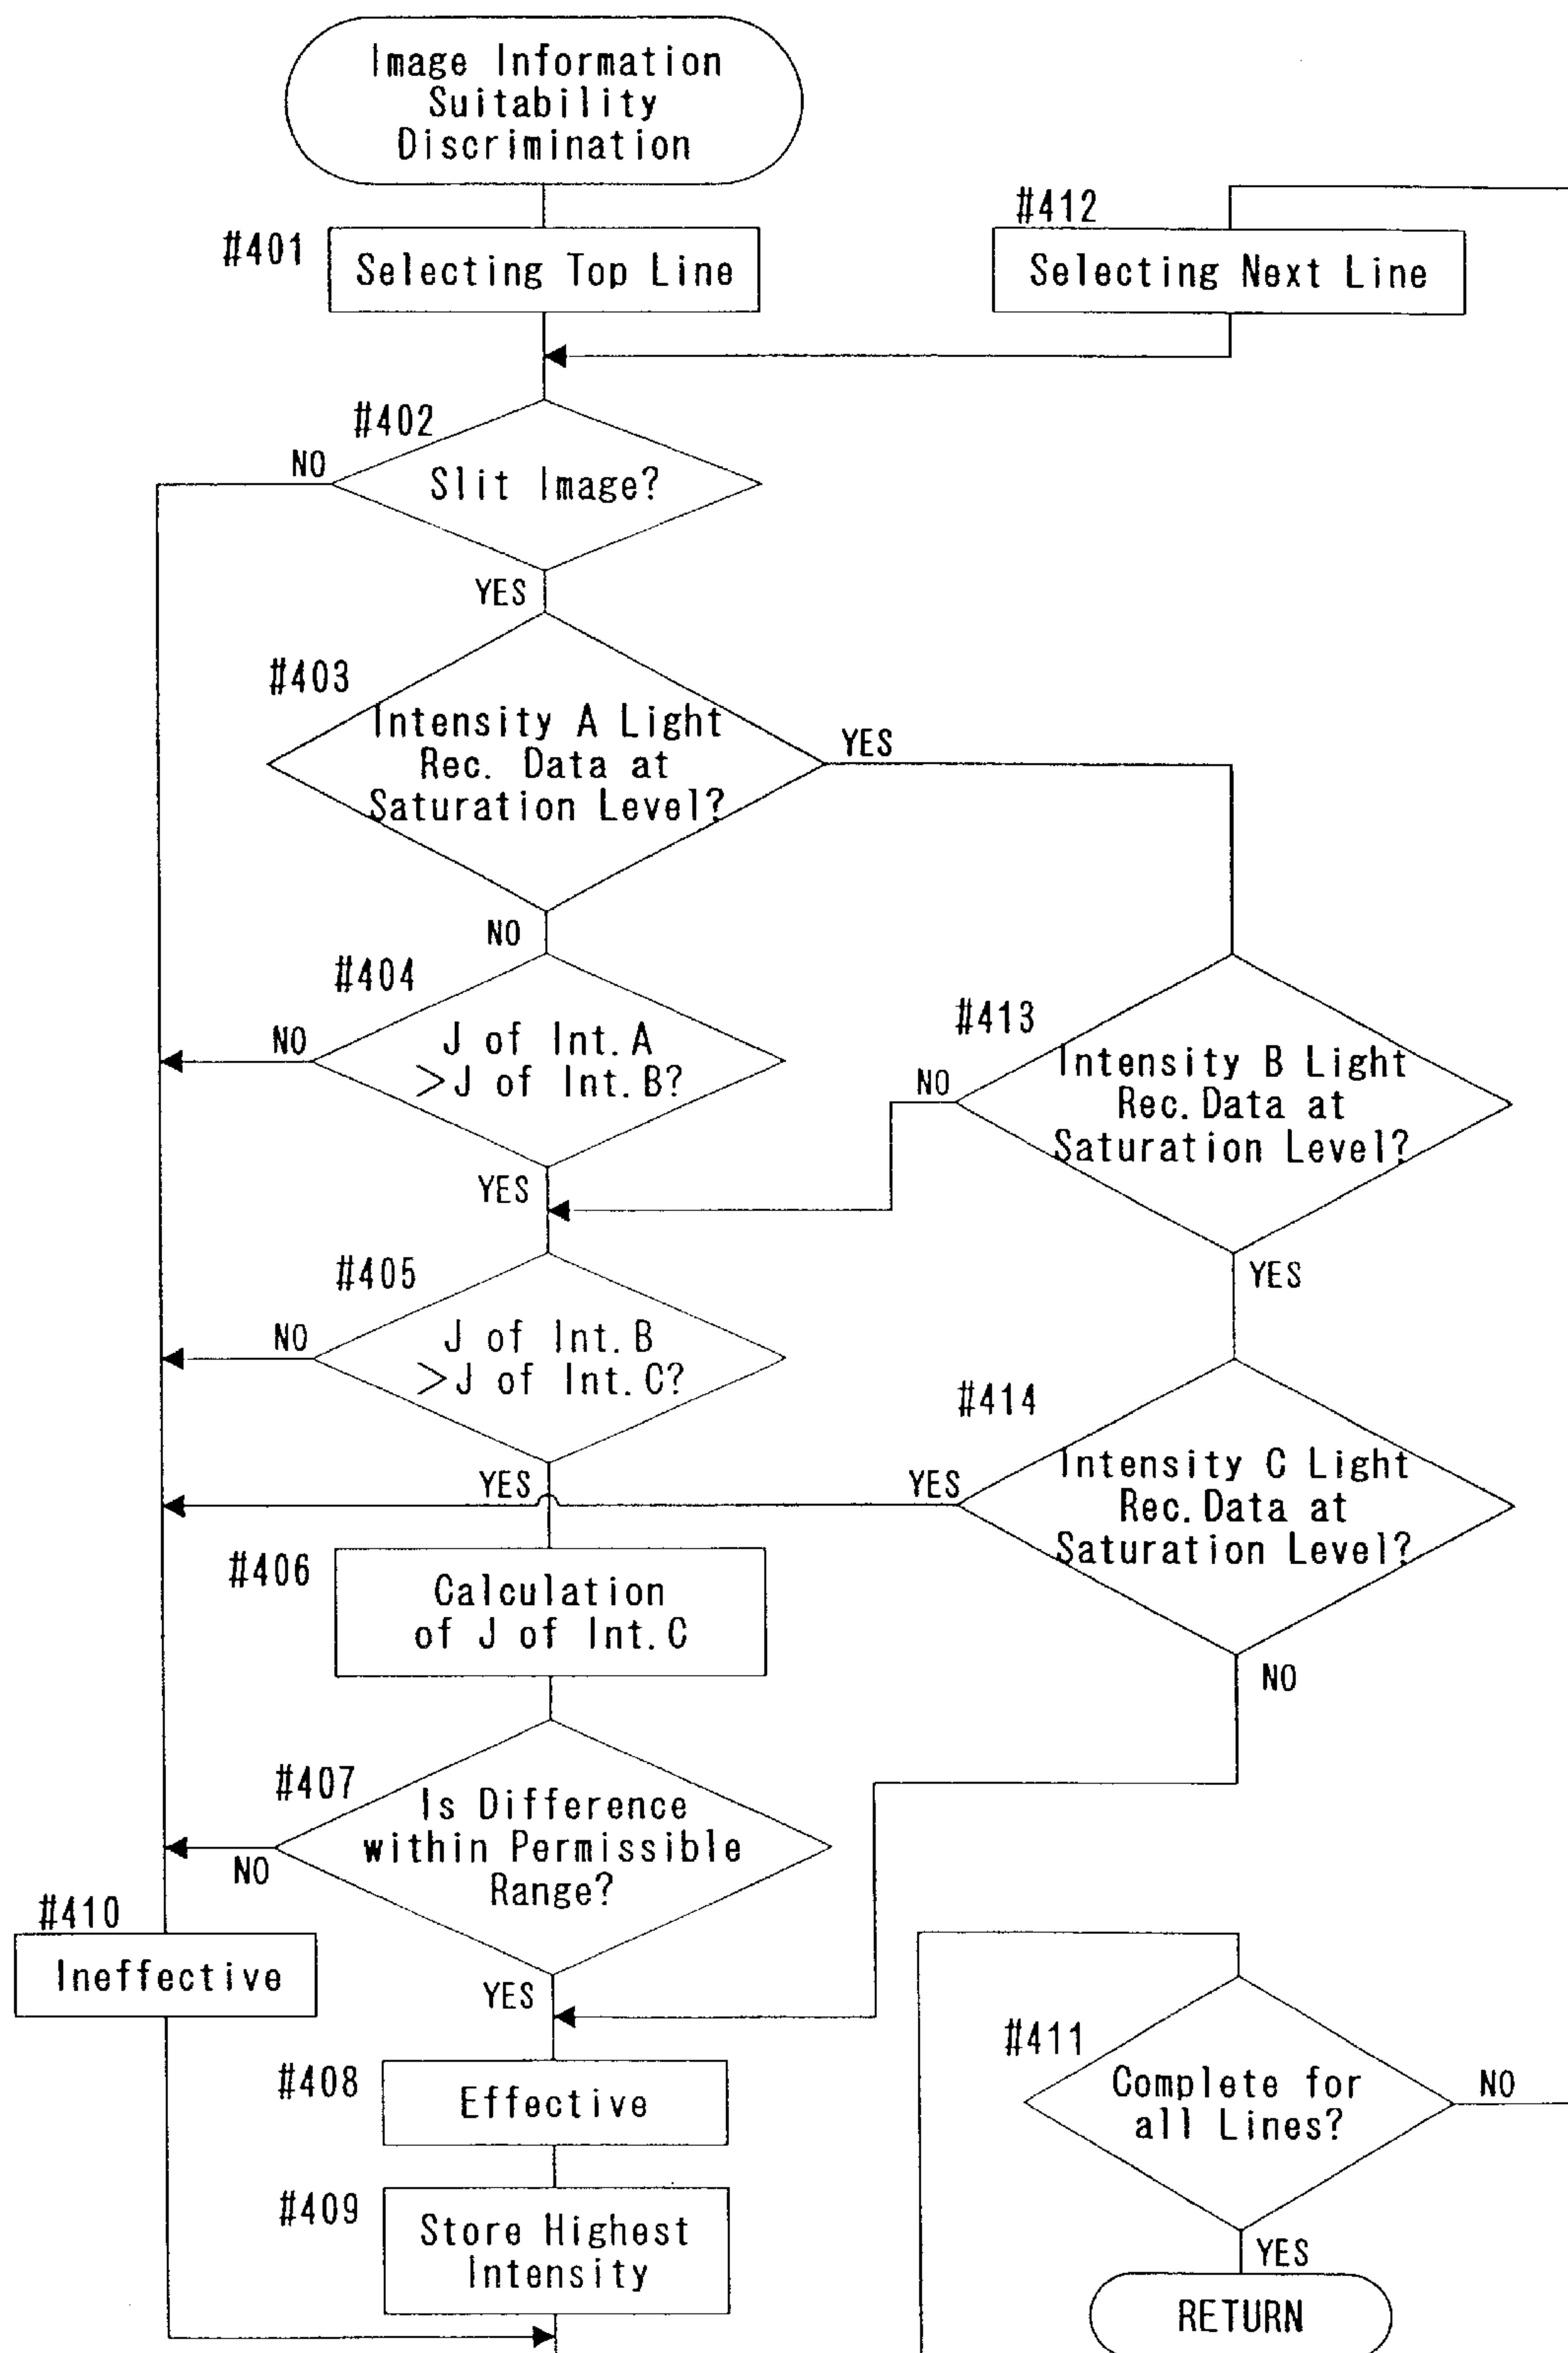 Image Information
Suitability
Discrimination
#401
Selecting Top Line
#412
Selecting Next Line
#402
NO
Slit Image?
YES
#403
Intensity A Light
Rec. Data at
Saturation Level?
YES
NO
#404
NO
J of Int.A
>J of Int.B?
YES
#413
NO
Intensity B Light
Rec.Data at
Saturation Level?
YES
#405
NO
J of Int.B
>J of Int.C?
YES
#414
YES
Intensity C Light
Rec.Data at
Saturation Level?
NO
#406
Calculation
of J of Int.C
#407
Is Difference
within Permissible
Range?
NO
YES
#410
Ineffective
#408
Effective
#409
Store Highest
Intensity
#411
Complete for
all Lines?
NO
YES
RETURN